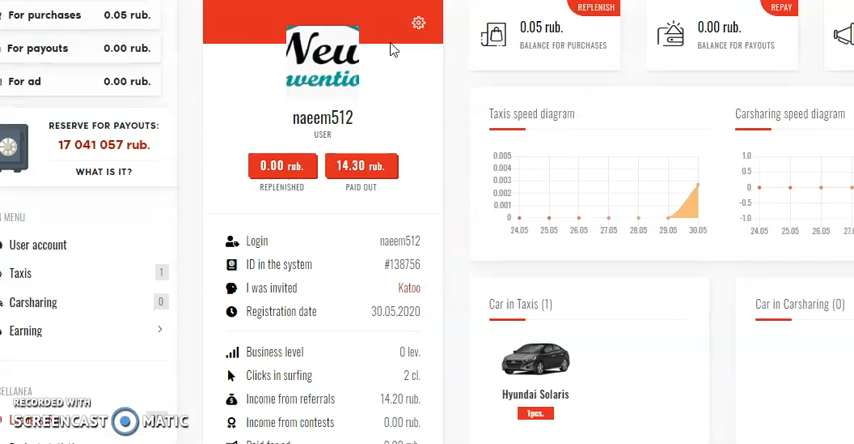 For purchases 0.05 rub.
For payouts 0.00 rub.
For ad 0.00 rub.
RESERVE FOR PAYOUTS:
17 041 057 rub.
WHAT IS IT?
MENU
User account
Taxis 1
Carsharing 0
Earning
RECORDED WITH
SCREENCAST MATIC
New
naeem512
USER
0.00 rub. 14.30 rub.
REPLENISHED PAID OUT
Login naeem512
ID in the system #138756
I was invited Katoo
Registration date 30.05.2020
Business level 0 lev.
Clicks in surfing 2 cl.
Income from referrals 14.20 rub.
Income from contests 0.00 rub.
REPLENISH
0.05 rub.
BALANCE FOR PURCHASES
REPAY
0.00 rub.
BALANCE FOR PAYOUTS
Taxis speed diagram
0.005
0.004
0.003
0.002
0.001
0
24.05 25.05 26.05 27.05 28.05 29.05 30.05
Carsharing speed diagram
1.0
0.5
0
-0.5
-1.0
24.05 25.05 26.05
Car in Taxis (1)
Hyundai Solaris
1pcs.
Car in Carsharing (0)